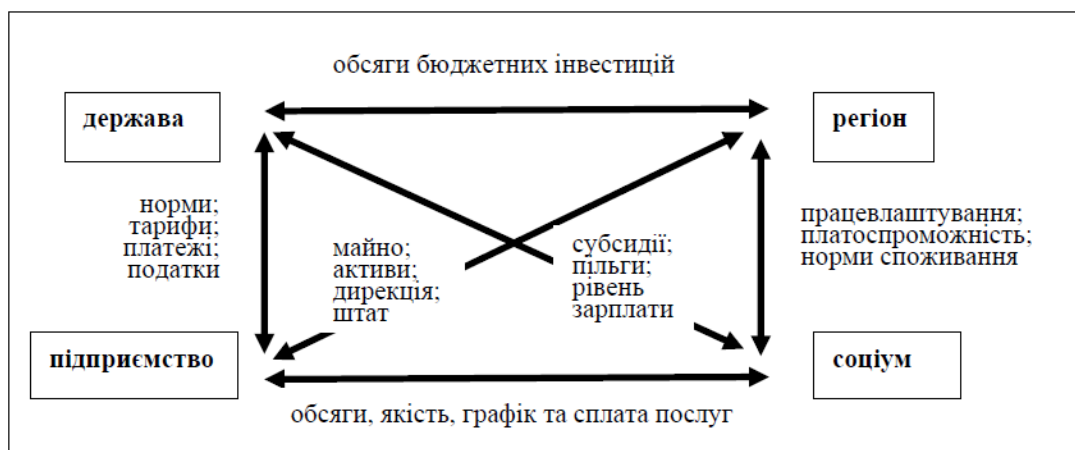 обсяги бюджетних інвестицій
держава
регіон
норми;
тарифи;
платежі;
податки
майно;
активи;
дирекція;
штат
субсидії;
пільги;
рівень
зарплати
працевлаштування;
платоспроможність;
норми споживання
підприємство
соціум
обсяги, якість, графік та сплата послуг